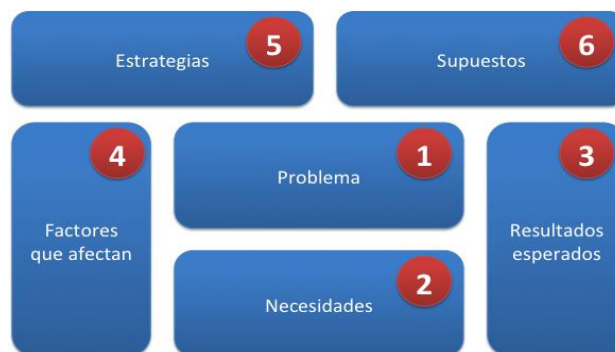 5
Estrategias
6
Supuestos
4
Factores
que afectan
1
Problema
3
Resultados
esperados
2
Necesidades